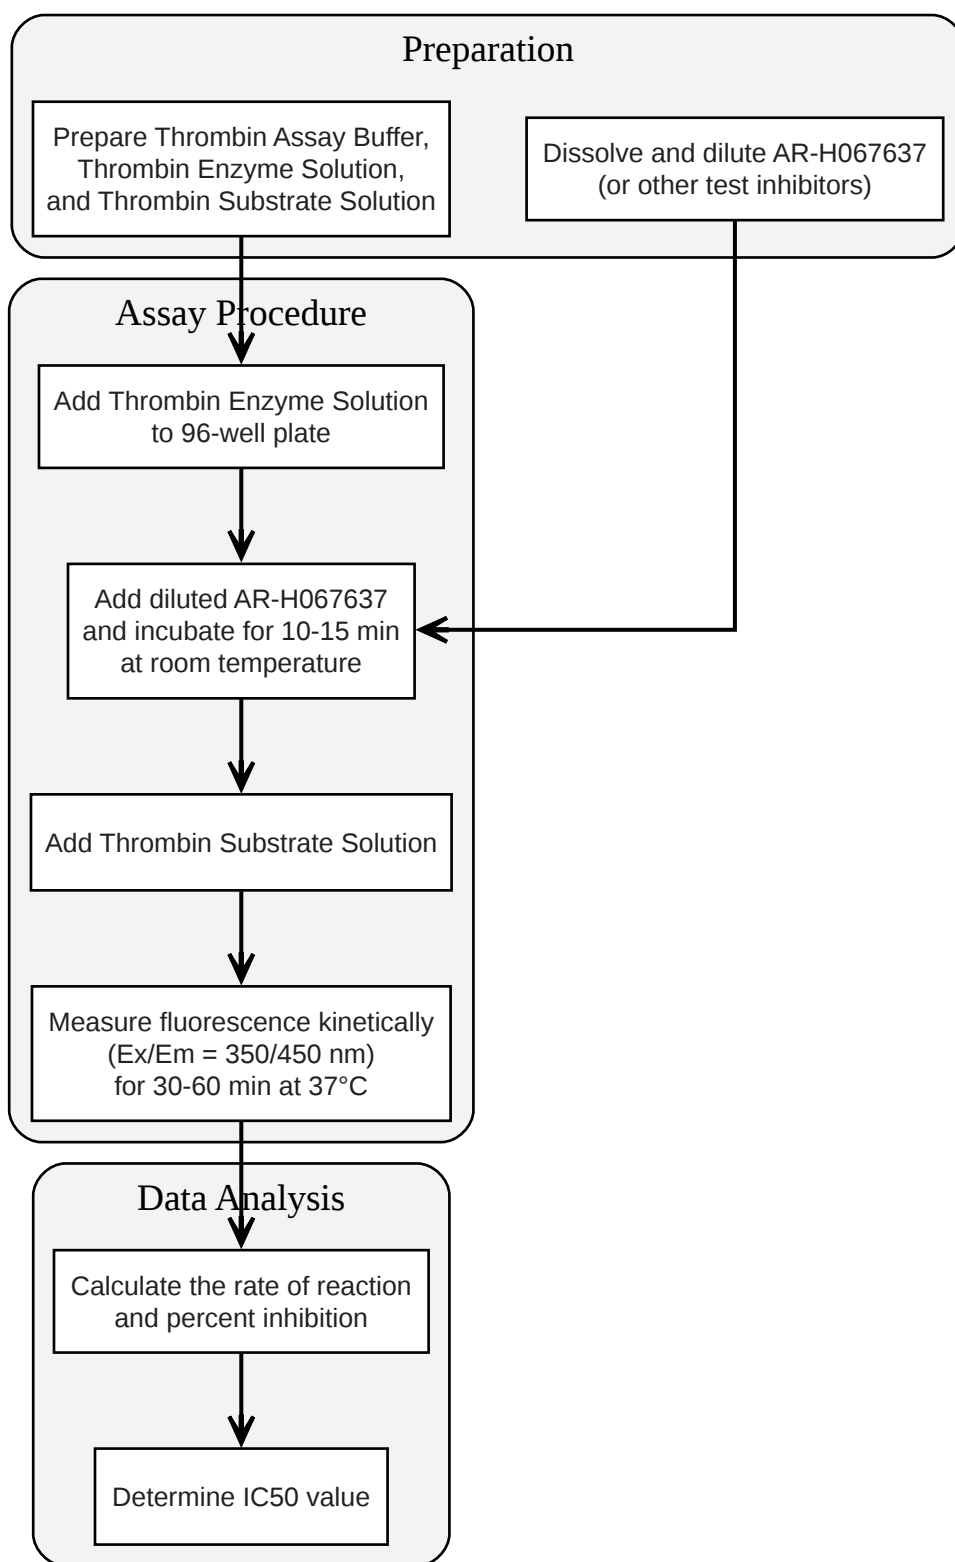 Preparation
Prepare Thrombin Assay Buffer,
Thrombin Enzyme Solution,
and Thrombin Substrate Solution
Dissolve and dilute AR-H067637
(or other test inhibitors)
Assay Procedure
Add Thrombin Enzyme Solution
to 96-well plate
Add diluted AR-H067637
and incubate for 10-15 min
at room temperature
Add Thrombin Substrate Solution
Measure fluorescence kinetically
(Ex/Em = 350/450 nm)
for 30-60 min at 37°C
Data Analysis
Calculate the rate of reaction
and percent inhibition
Determine IC50 value